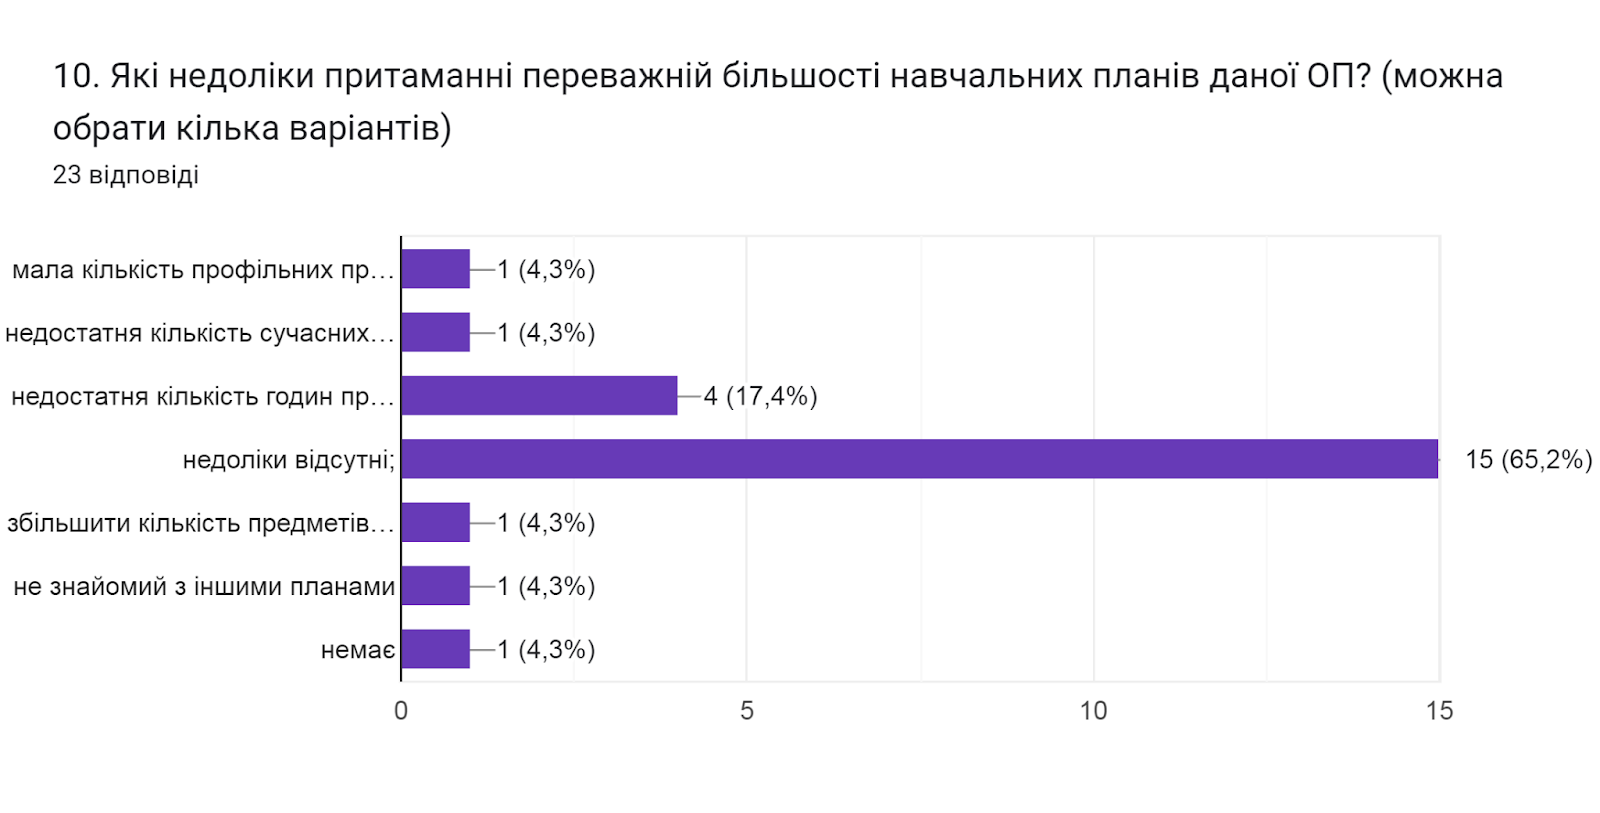 10. Які недоліки притаманні переважній більшості навчальних планів даної ОП? (можна
обрати кілька варіантів)
23 відповіді
мала кількість профільних пр…
1 (4,3%)
недостатня кількість сучасних…
1 (4,3%)
недостатня кількість годин пр…
4 (17,4%)
недоліки відсутні;
15 (65,2%)
збільшити кількість предметів…
1 (4,3%)
не знайомий з іншими планами
1 (4,3%)
немає
1 (4,3%)
0 5 10 15